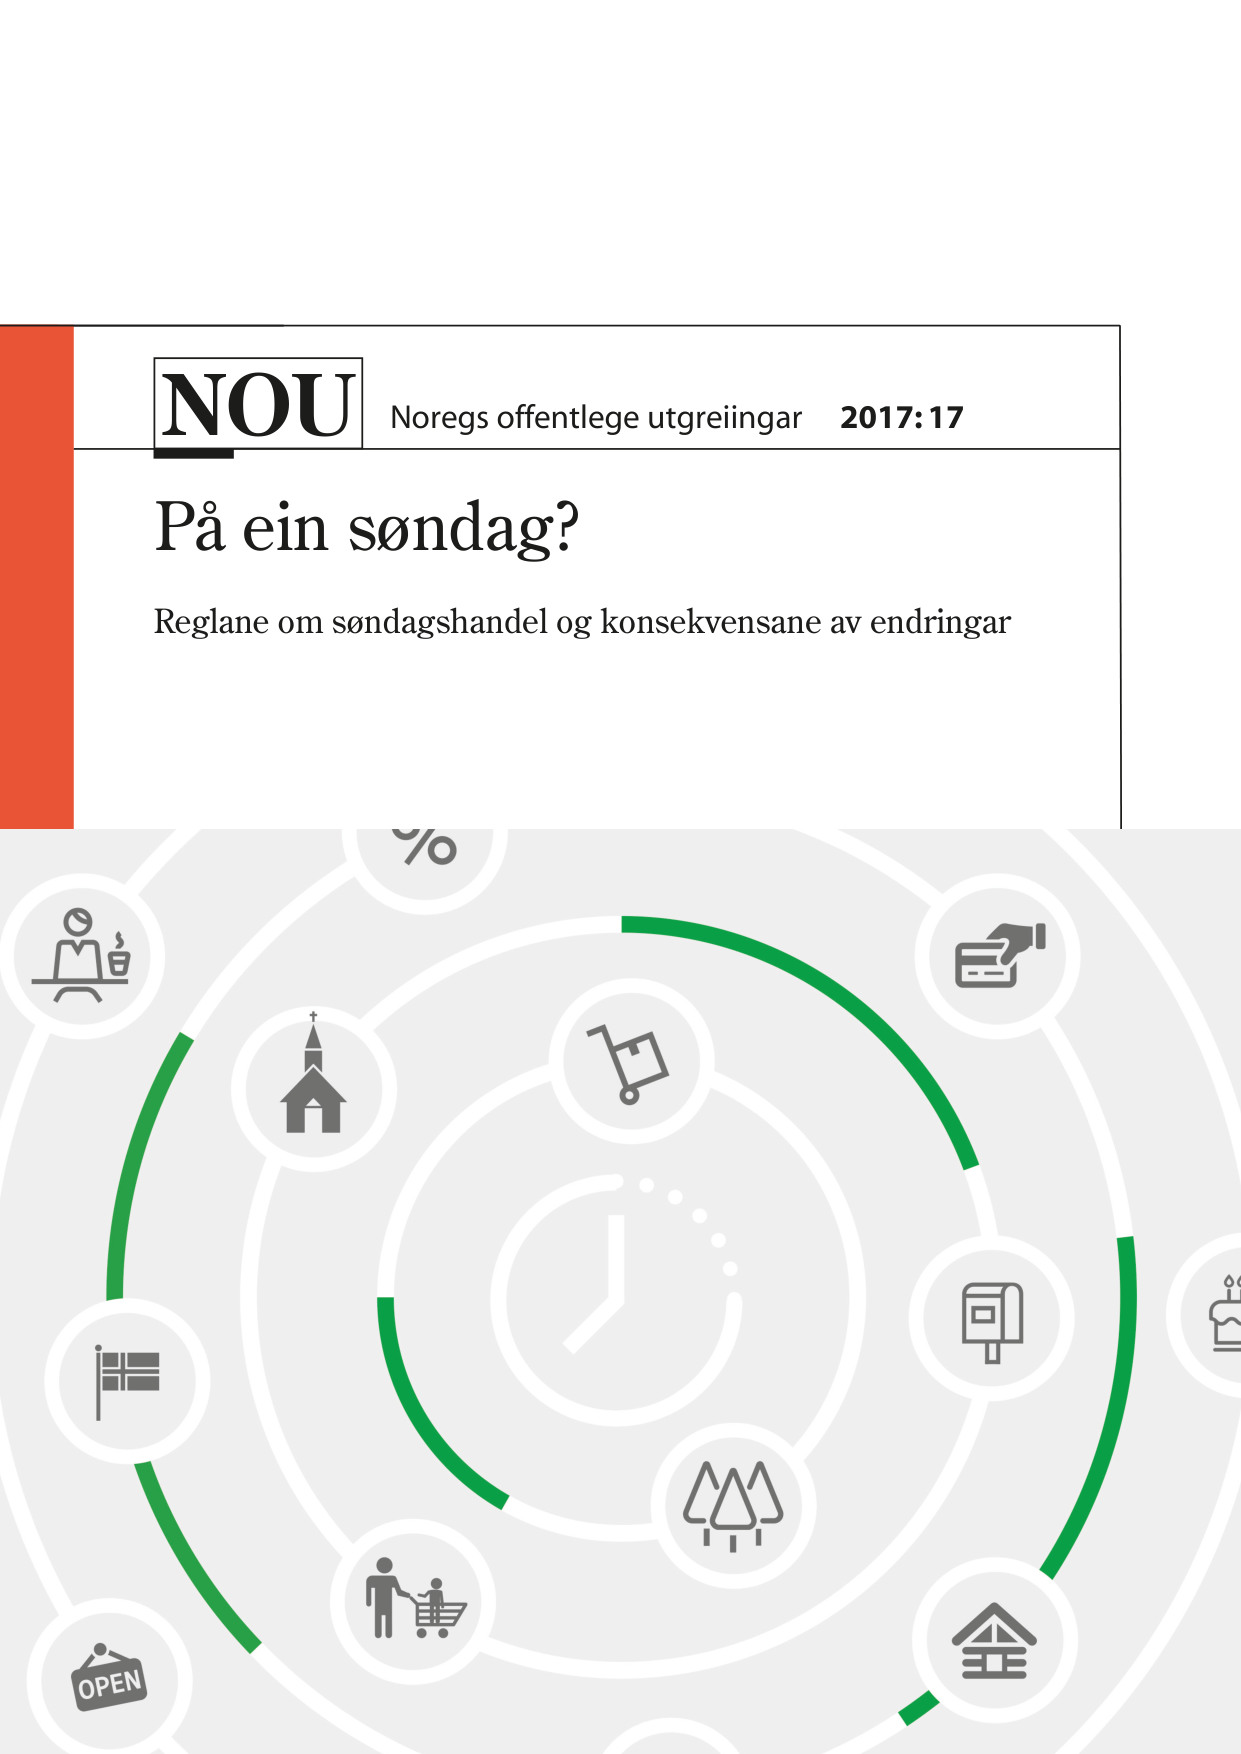 NOU Noregs offentlege utgreiingar 2017: 17
På ein søndag?
Reglane om søndagshandel og konsekvensane av endringar
%
OPEN